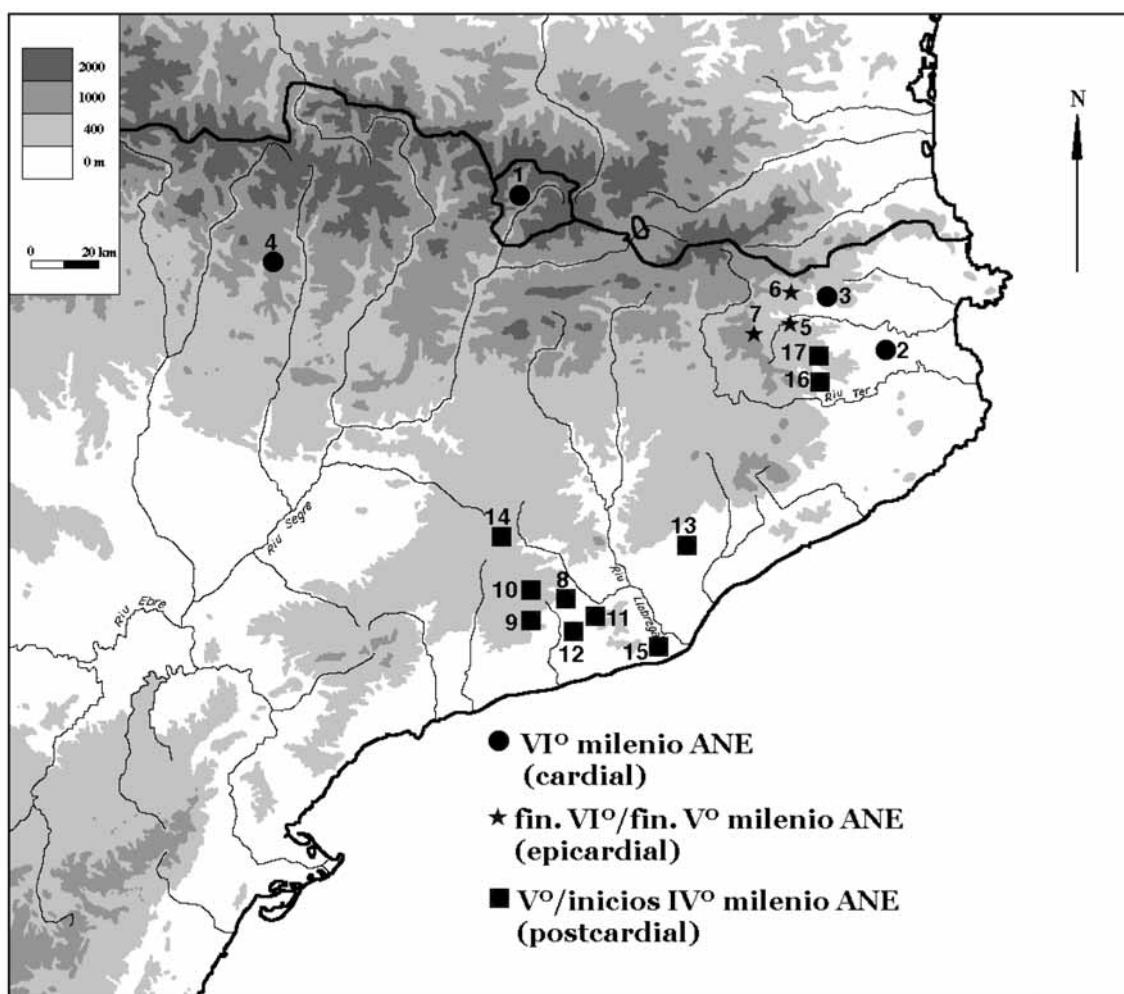 2000
1000
400
0 m
0 20 km
N
1
4
6
3
7
5
17
2
16
Riu Ter
Riu Segre
14
13
10
8
Riu
Llobregat
Riu Ebre
9
11
12
15
VIº milenio ANE
(cardial)
fin. VIº/fin. Vº milenio ANE
(epicardial)
Vº/inicios IVº milenio ANE
(postcardial)